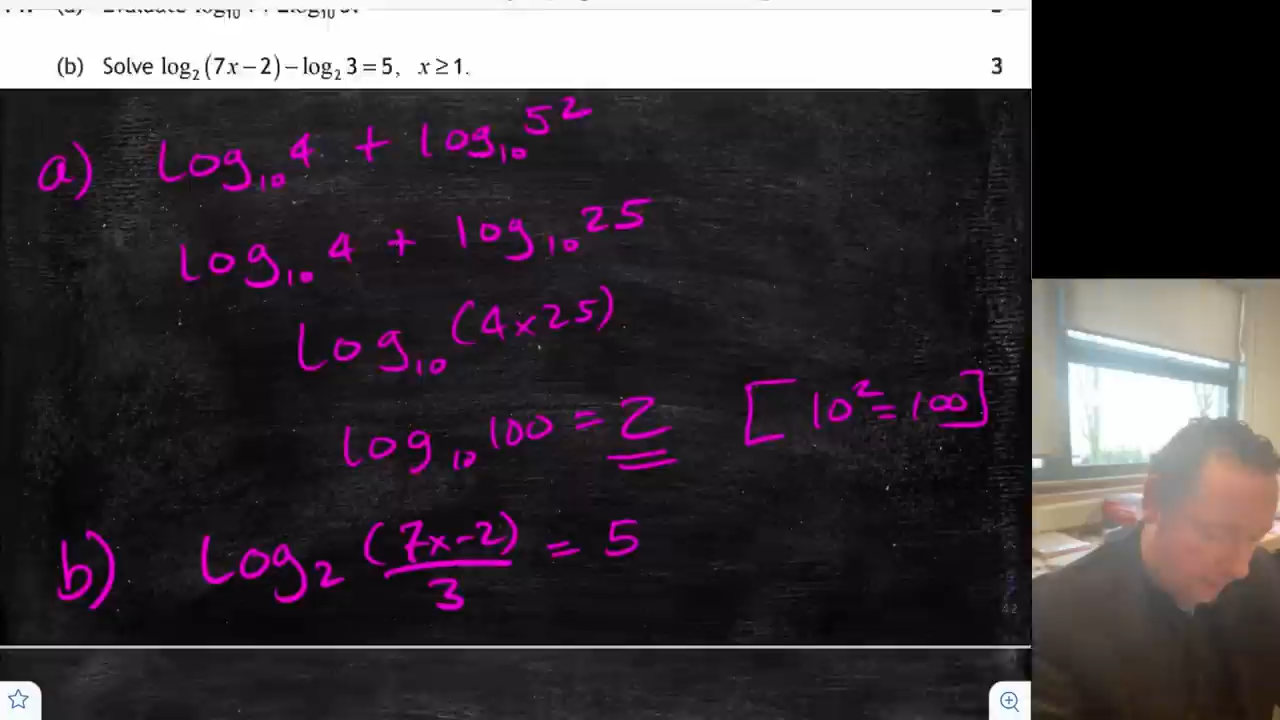 (b) Solve log₂(7x−2)−log₂3=5, x≥1. 3
a) log₁₀4 + log₁₀5²
log₁₀4 + log₁₀25
log₁₀(4×25)
log₁₀100 = 2 [10² = 100]
b) log₂ (7x-2)/3 = 5
42